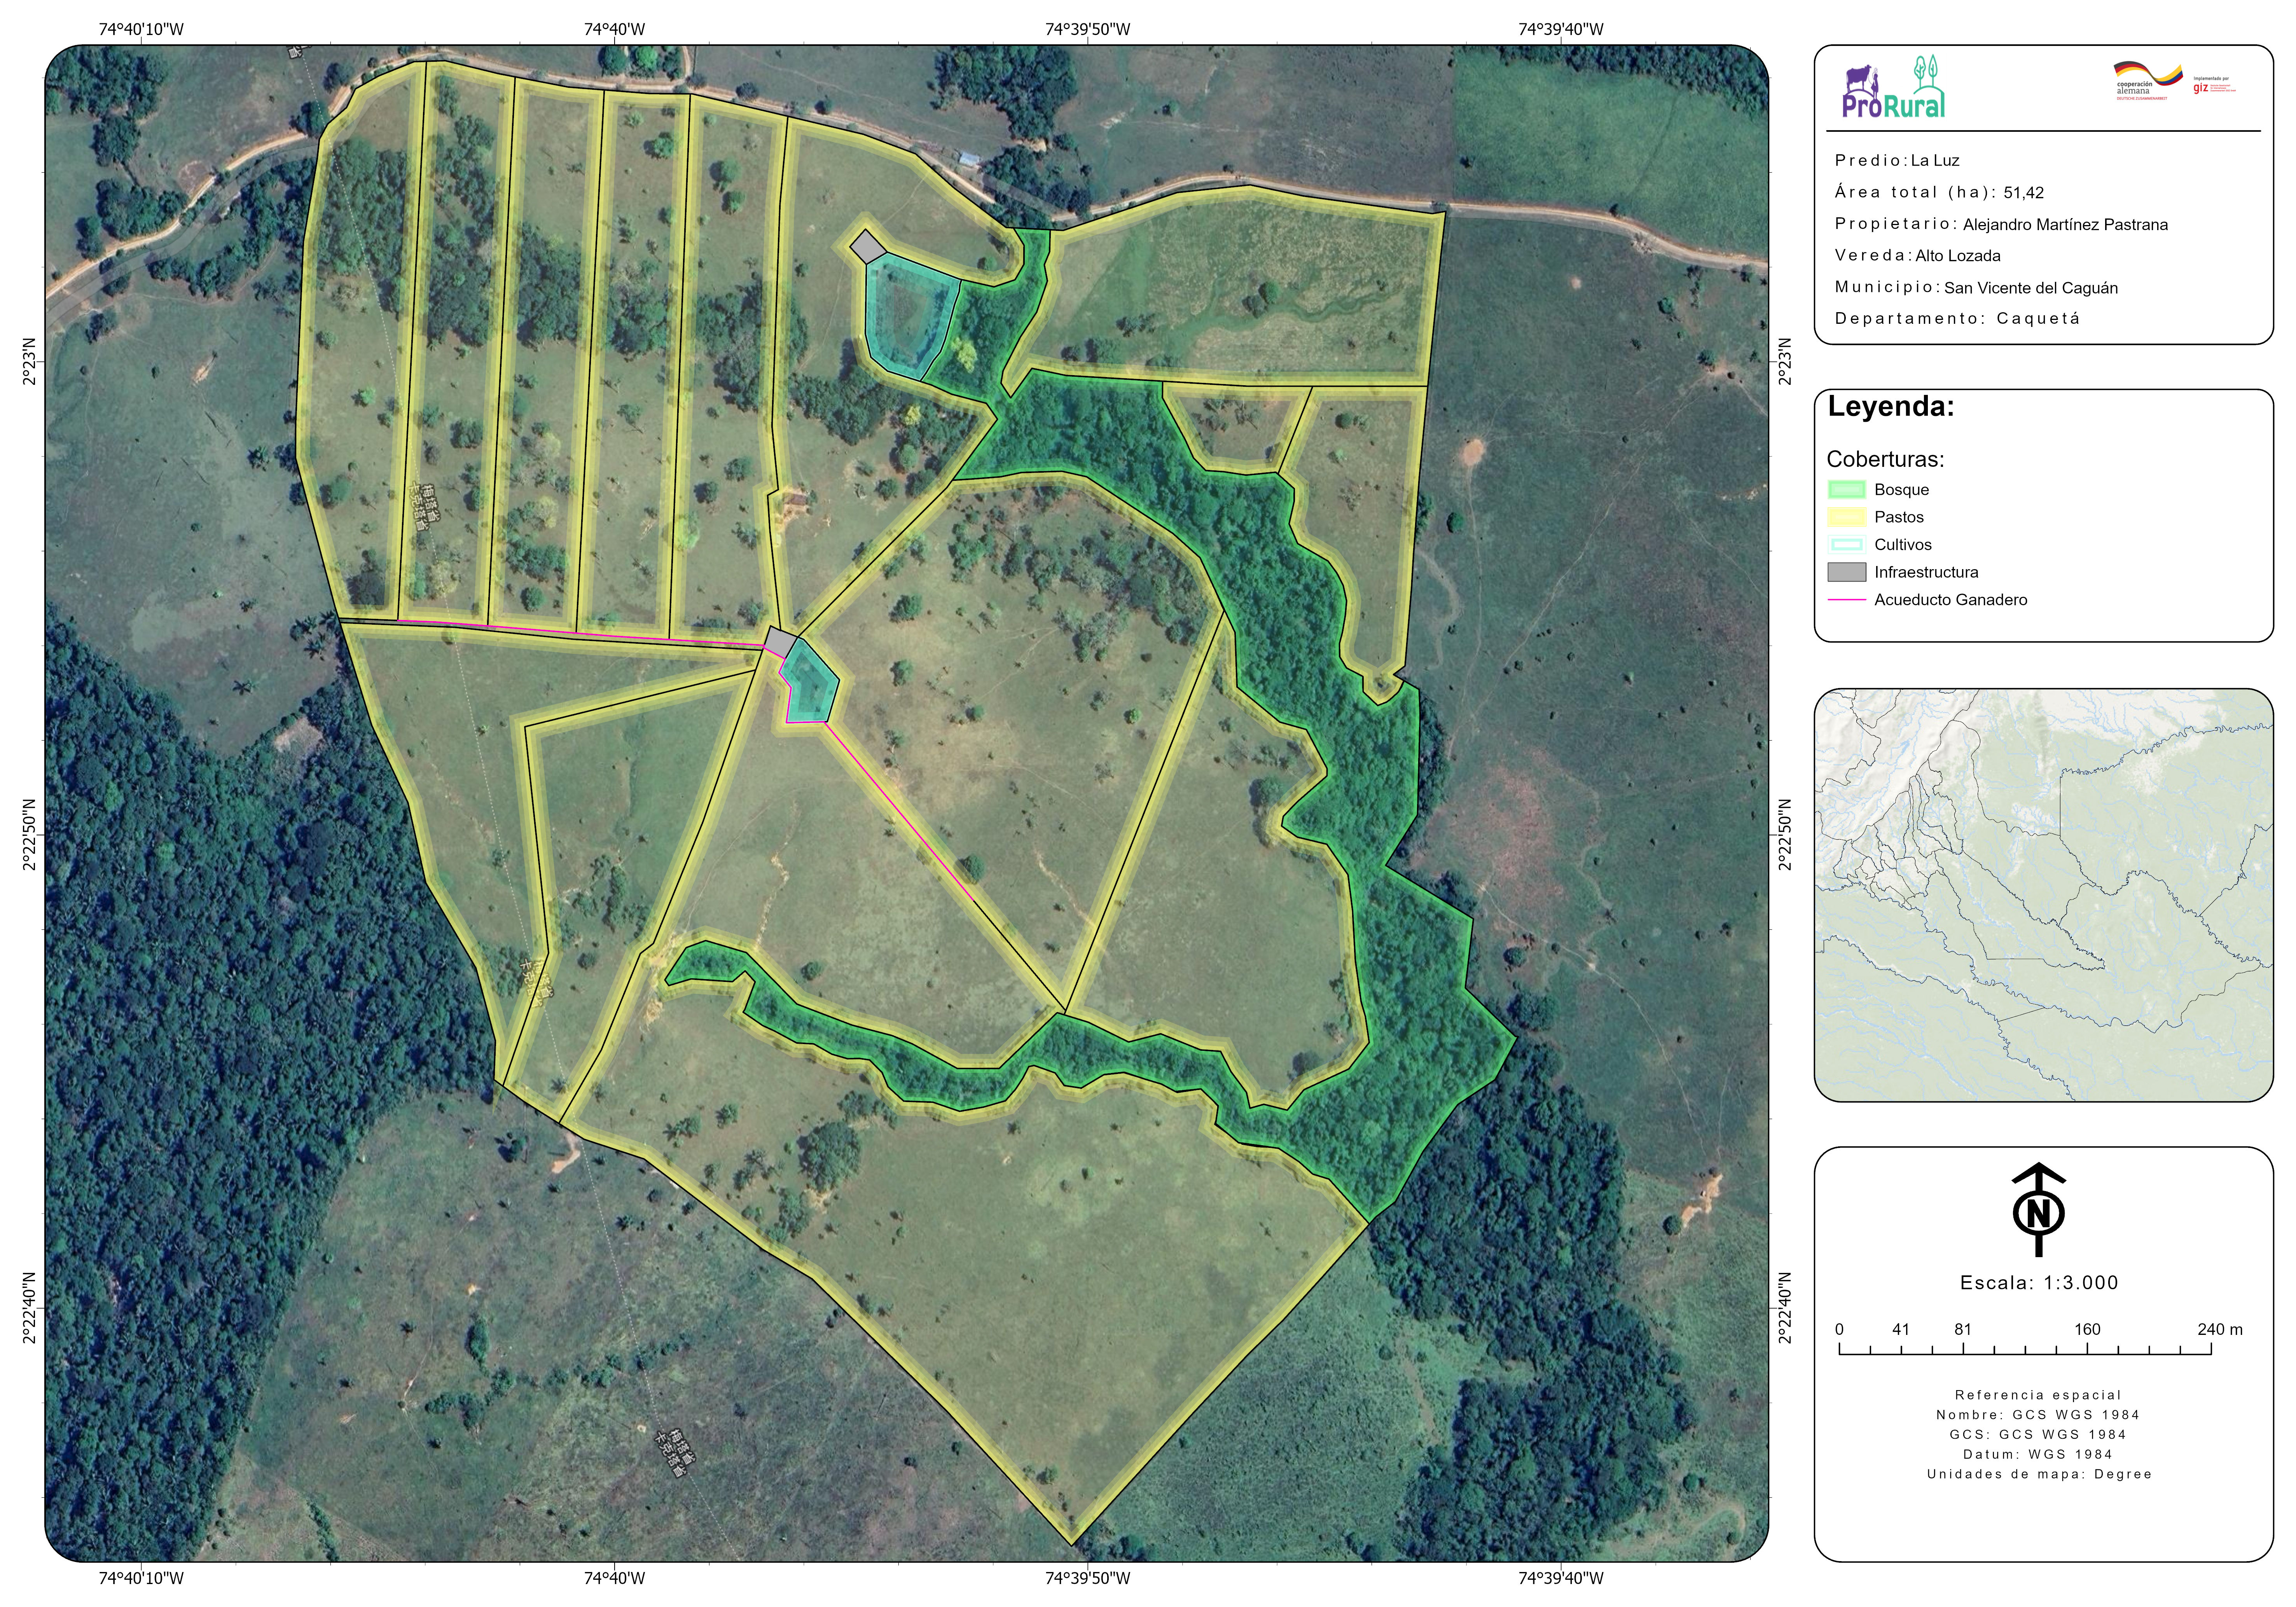 74°40'10"W 74°40'W 74°39'50"W 74°39'40"W
2°23'N
2°22'50"N
2°22'40"N
2°23'N
2°22'50"N
2°22'40"N
74°40'10"W 74°40'W 74°39'50"W 74°39'40"W
ProRural
cooperación
alemana
DEUTSCHE ZUSAMMENARBEIT
Implementada por
giz
Predio: La Luz
Área total (ha): 51,42
Propietario: Alejandro Martínez Pastrana
Vereda: Alto Lozada
Municipio: San Vicente del Caguán
Departamento: Caquetá
Leyenda:
Coberturas:
Bosque
Pastos
Cultivos
Infraestructura
Acueducto Ganadero
N
Escala: 1:3.000
0 41 81 160 240 m
Referencia espacial
Nombre: GCS WGS 1984
GCS: GCS WGS 1984
Datum: WGS 1984
Unidades de mapa: Degree